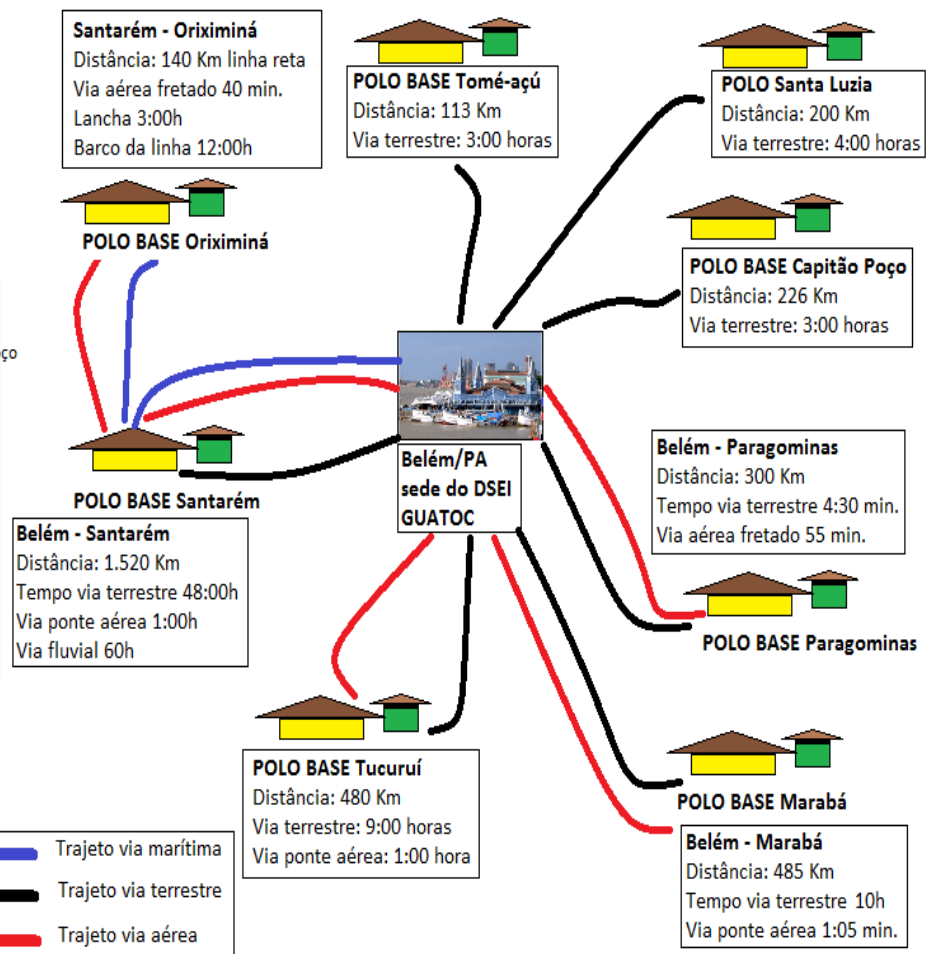 Santarém - Oriximiná
Distância: 140 Km linha reta
Via aérea fretado 40 min.
Lancha 3:00h
Barco da linha 12:00h
POLO BASE Oriximiná
POLO BASE Tomé-açú
Distância: 113 Km
Via terrestre: 3:00 horas
POLO Santa Luzia
Distância: 200 Km
Via terrestre: 4:00 horas
POLO BASE Capitão Poço
Distância: 226 Km
Via terrestre: 3:00 horas
ço
POLO BASE Santarém
Belém - Santarém
Distância: 1.520 Km
Tempo via terrestre 48:00h
Via ponte aérea 1:00h
Via fluvial 60h
Belém/PA
sede do DSEI
GUATOC
Belém - Paragominas
Distância: 300 Km
Tempo via terrestre 4:30 min.
Via aérea fretado 55 min.
POLO BASE Paragominas
POLO BASE Tucuruí
Distância: 480 Km
Via terrestre: 9:00 horas
Via ponte aérea: 1:00 hora
POLO BASE Marabá
Belém - Marabá
Distância: 485 Km
Tempo via terrestre 10h
Via ponte aérea 1:05 min.
Trajeto via marítima
Trajeto via terrestre
Trajeto via aérea